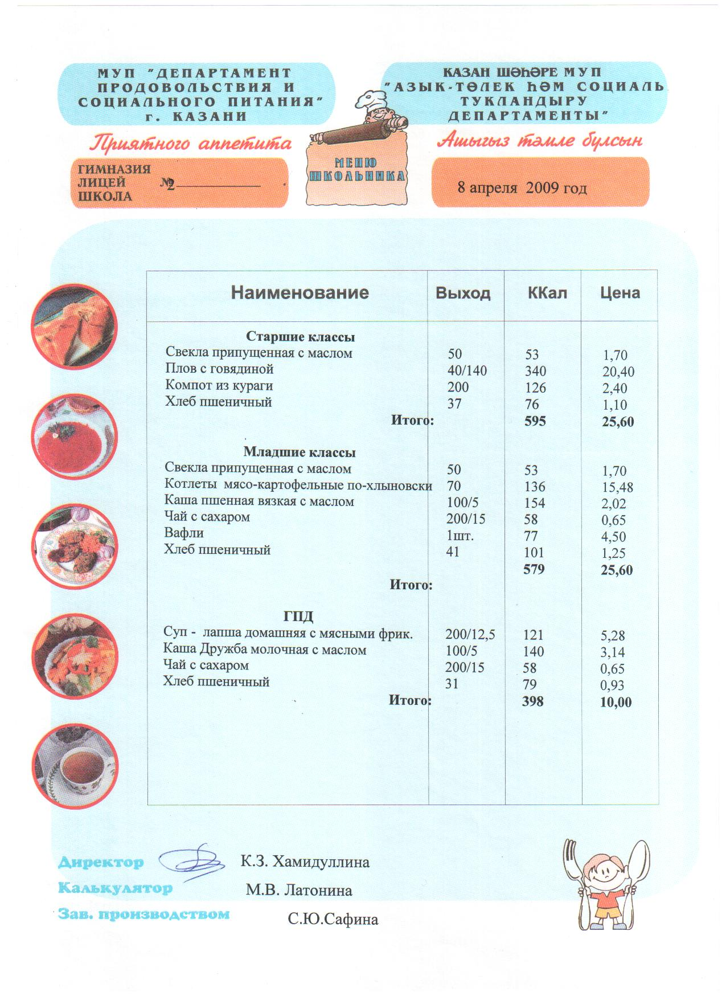 МУП "ДЕПАРТАМЕНТ
ПРОДОВОЛЬСТВИЯ И
СОЦИАЛЬНОГО ПИТАНИЯ"
г. КАЗАНИ
КАЗАН ШӘҺӘРЕ МУП
"АЗЫК-ТӨЛЕК ҺӘМ СОЦИАЛЬ
ТУКЛАНДЫРУ
ДЕПАРТАМЕНТЫ"
Приятного аппетита
Ашыгыз тәмле булсын
МЕНЮ
ШКОЛЬНИКА
ГИМНАЗИЯ
ЛИЦЕЙ № 2
ШКОЛА
8 апреля 2009 год
Наименование Выход ККал Цена
Старшие классы
Свекла припущенная с маслом 50 53 1,70
Плов с говядиной 40/140 340 20,40
Компот из кураги 200 126 2,40
Хлеб пшеничный 37 76 1,10
Итого: 595 25,60
Младшие классы
Свекла припущенная с маслом 50 53 1,70
Котлеты мясо-картофельные по-хлыновски 70 136 15,48
Каша пшенная вязкая с маслом 100/5 154 2,02
Чай с сахаром 200/15 58 0,65
Вафли 1шт. 77 4,50
Хлеб пшеничный 41 101 1,25
579 25,60
Итого:
ГПД
Суп - лапша домашняя с мясными фрик. 200/12,5 121 5,28
Каша Дружба молочная с маслом 100/5 140 3,14
Чай с сахаром 200/15 58 0,65
Хлеб пшеничный 31 79 0,93
Итого: 398 10,00
Директор К.З. Хамидуллина
Калькулятор М.В. Латонина
Зав. производством С.Ю.Сафина